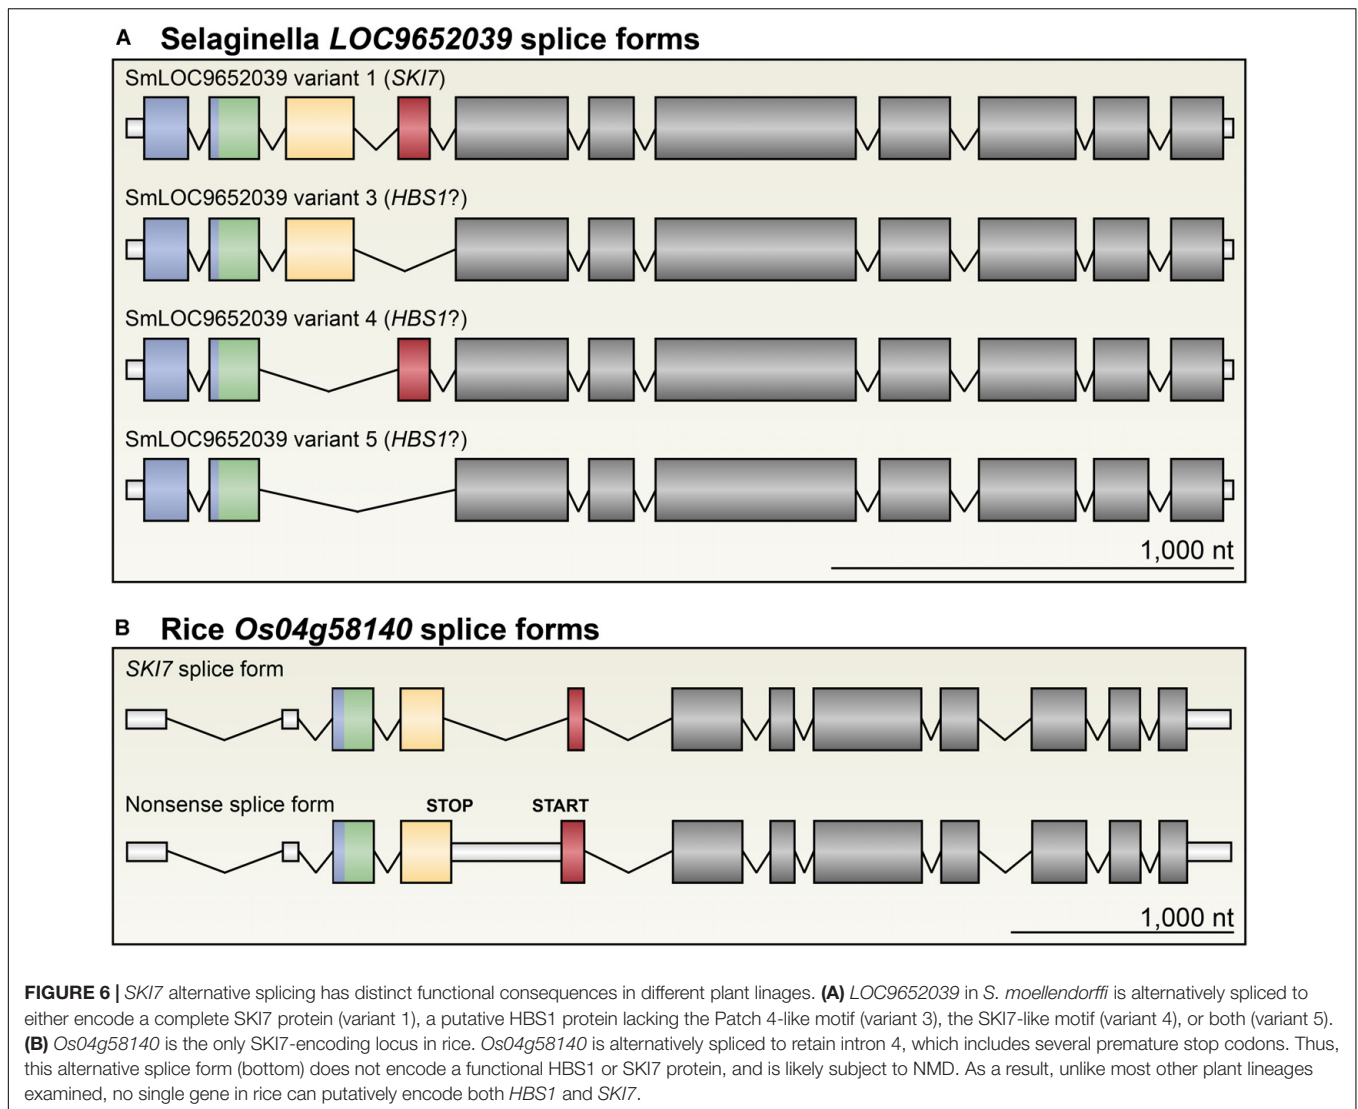 A Selaginella LOC9652039 splice forms
SmLOC9652039 variant 1 (SKI7)
SmLOC9652039 variant 3 (HBS1?)
SmLOC9652039 variant 4 (HBS1?)
SmLOC9652039 variant 5 (HBS1?)
1,000 nt
B Rice Os04g58140 splice forms
SKI7 splice form
Nonsense splice form STOP START
1,000 nt
FIGURE 6 | SKI7 alternative splicing has distinct functional consequences in different plant linages. (A) LOC9652039 in S. moellendorffi is alternatively spliced to
either encode a complete SKI7 protein (variant 1), a putative HBS1 protein lacking the Patch 4-like motif (variant 3), the SKI7-like motif (variant 4), or both (variant 5).
(B) Os04g58140 is the only SKI7-encoding locus in rice. Os04g58140 is alternatively spliced to retain intron 4, which includes several premature stop codons. Thus,
this alternative splice form (bottom) does not encode a functional HBS1 or SKI7 protein, and is likely subject to NMD. As a result, unlike most other plant lineages
examined, no single gene in rice can putatively encode both HBS1 and SKI7.